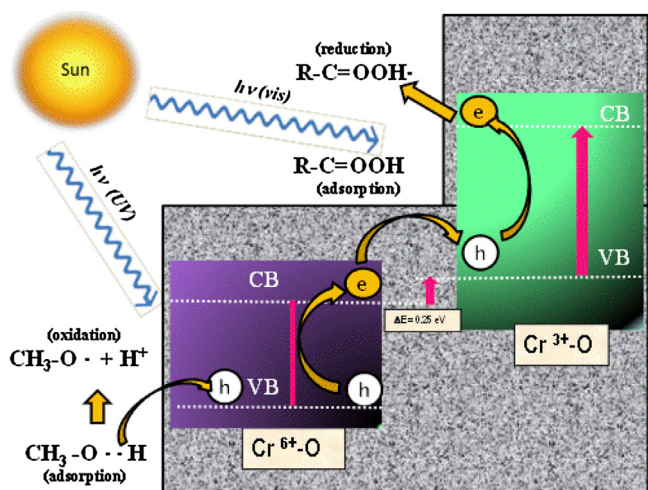 Sun
hν (vis)
hν (UV)
(reduction)
R-C=OOH·
R-C=OOH
(adsorption)
e
CB
h
VB
Cr 3+-O
CB
e
ΔE= 0.25 eV
h
VB
h
Cr 6+-O
(oxidation)
CH3-O · + H+
CH3-O · · H
(adsorption)